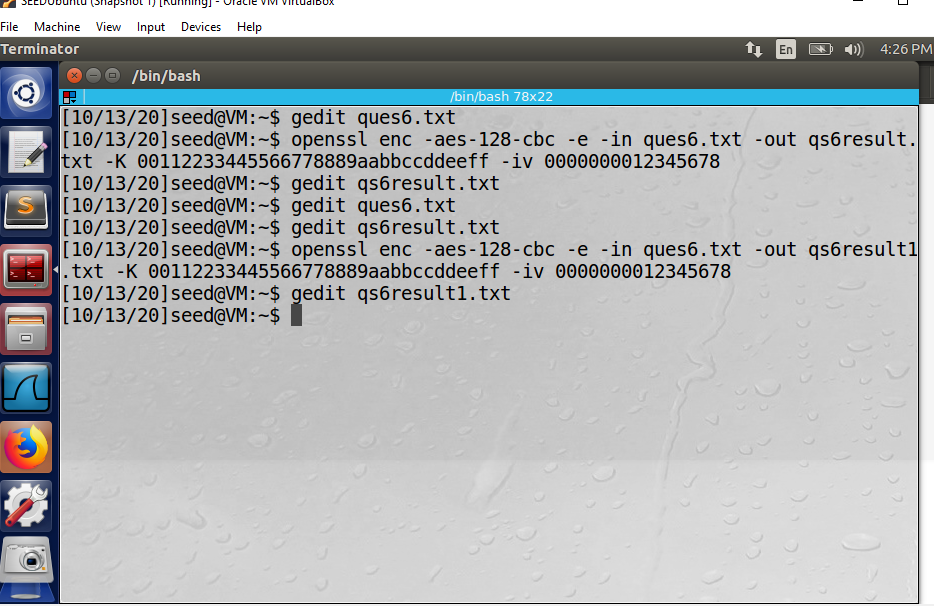 SEEDUbuntu (Snapshot 1) [Running] - Oracle VM VirtualBox
File Machine View Input Devices Help
Terminator En 4:26 PM
/bin/bash
/bin/bash 78x22
[10/13/20]seed@VM:~$ gedit ques6.txt
[10/13/20]seed@VM:~$ openssl enc -aes-128-cbc -e -in ques6.txt -out qs6result.
txt -K 00112233445566778889aabbccddeeff -iv 0000000012345678
[10/13/20]seed@VM:~$ gedit qs6result.txt
[10/13/20]seed@VM:~$ gedit ques6.txt
[10/13/20]seed@VM:~$ gedit qs6result.txt
[10/13/20]seed@VM:~$ openssl enc -aes-128-cbc -e -in ques6.txt -out qs6result1
.txt -K 00112233445566778889aabbccddeeff -iv 0000000012345678
[10/13/20]seed@VM:~$ gedit qs6result1.txt
[10/13/20]seed@VM:~$